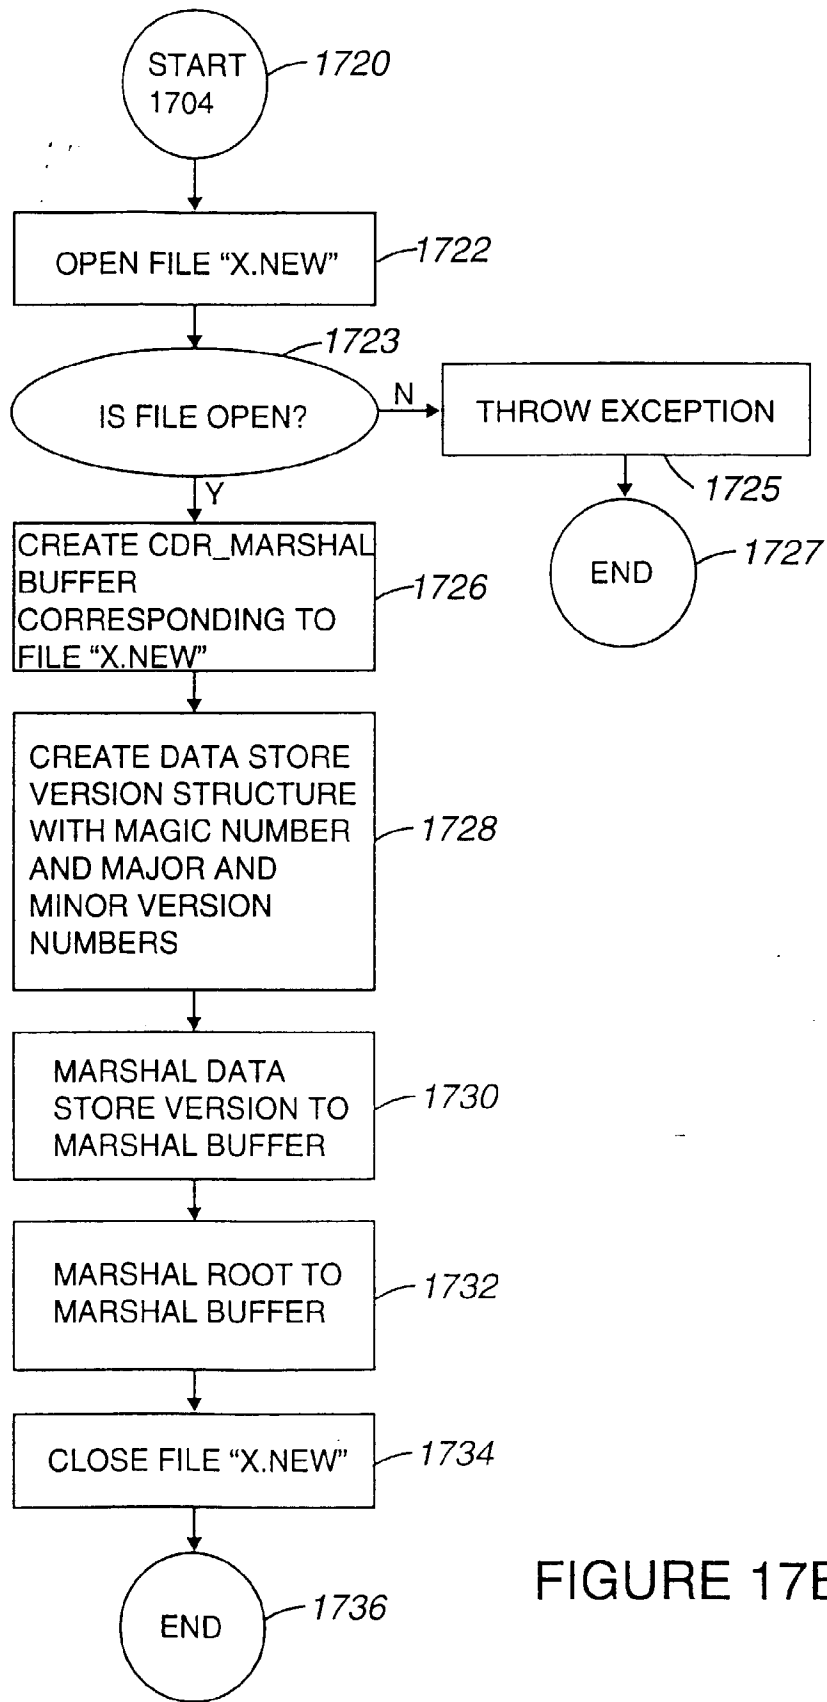 START
1704
1720
OPEN FILE "X.NEW"
1722
1723
IS FILE OPEN?
N
THROW EXCEPTION
1725
Y
END
1727
CREATE CDR_MARSHAL
BUFFER
CORRESPONDING TO
FILE "X.NEW"
1726
CREATE DATA STORE
VERSION STRUCTURE
WITH MAGIC NUMBER
AND MAJOR AND
MINOR VERSION
NUMBERS
1728
MARSHAL DATA
STORE VERSION TO
MARSHAL BUFFER
1730
MARSHAL ROOT TO
MARSHAL BUFFER
1732
CLOSE FILE "X.NEW"
1734
END
1736
FIGURE 17B